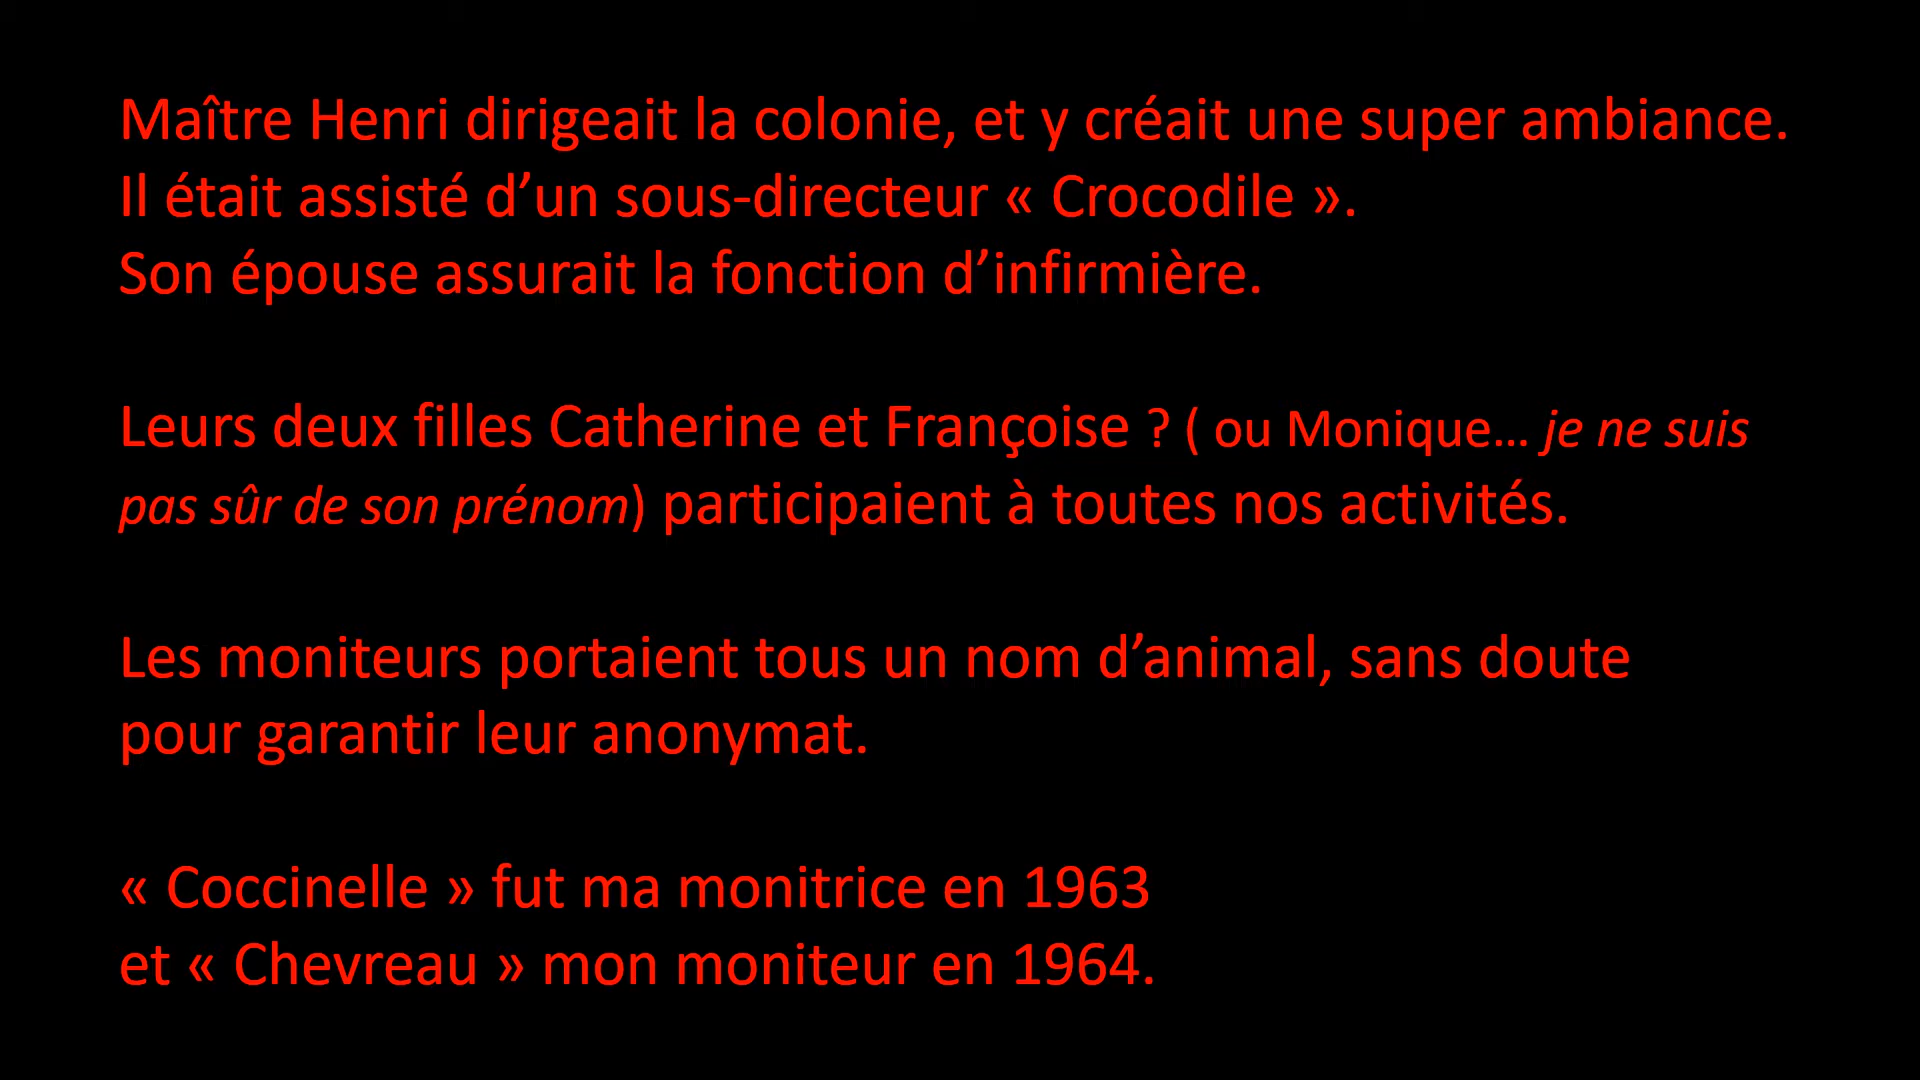 Maître Henri dirigeait la colonie, et y créait une super ambiance.
Il était assisté d’un sous-directeur « Crocodile ».
Son épouse assurait la fonction d’infirmière.
Leurs deux filles Catherine et Françoise ? ( ou Monique… je ne suis
pas sûr de son prénom) participaient à toutes nos activités.
Les moniteurs portaient tous un nom d’animal, sans doute
pour garantir leur anonymat.
« Coccinelle » fut ma monitrice en 1963
et « Chevreau » mon moniteur en 1964.